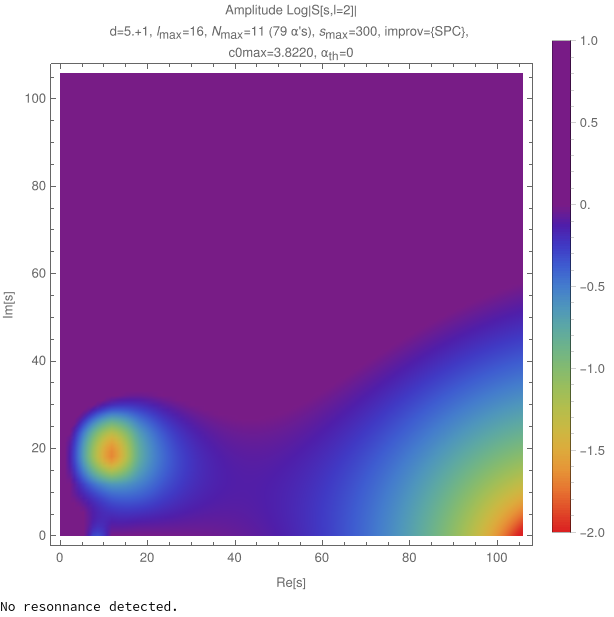 Amplitude Log|S[s,l=2]|
d=5.+1, lmax=16, Nmax=11 (79 α's), smax=300, improv={SPC},
c0max=3.8220, αth=0
1.0
100
0.5
80
0.
60
-0.5
Im[s]
40
-1.0
20
-1.5
0
-2.0
0 20 40 60 80 100
Re[s]
No resonnance detected.